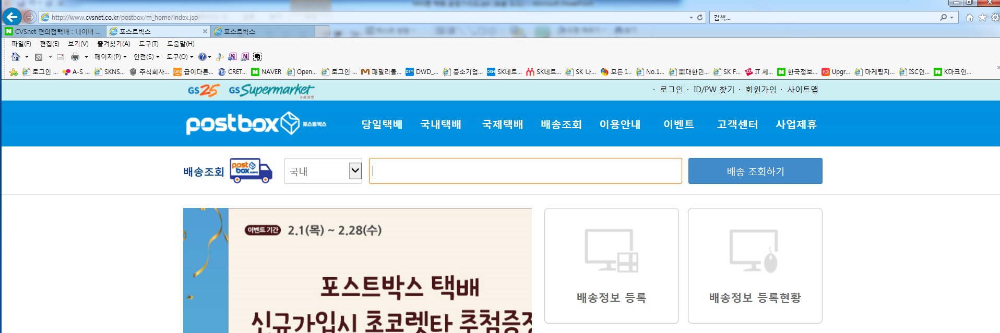 http://www.cvsnet.co.kr/postbox/m_home/index.jsp
검색...
CVSnet 편의점택배 : 네이버 ...
포스트박스
포스트박스
파일(F) 편집(E) 보기(V) 즐겨찾기(A) 도구(T) 도움말(H)
페이지(P) 안전(S) 도구(O)
로그인 ... A-S ... SKNS... 주식회사... 급이다른... CRET... NAVER Open... 로그인 ... 패밀리몰... DWD_... 중소기업... SK네트... SK네트... SK 나... 모든 I... No.1... 대한민... SK F... IT 세... 한국정보... Upgr... 마케팅지... ISC인... K마크인...
GS25 GS Supermarket 수퍼마켓
· 로그인 · ID/PW 찾기 · 회원가입 · 사이트맵
postbox 포스트박스
당일택배 국내택배 국제택배 배송조회 이용안내 이벤트 고객센터 사업제휴
배송조회 post box 국내 배송 조회하기
이벤트 기간 2.1(목) ~ 2.28(수)
포스트박스 택배
신규가입시 초코렛타 추첨증정
배송정보 등록
배송정보 등록현황